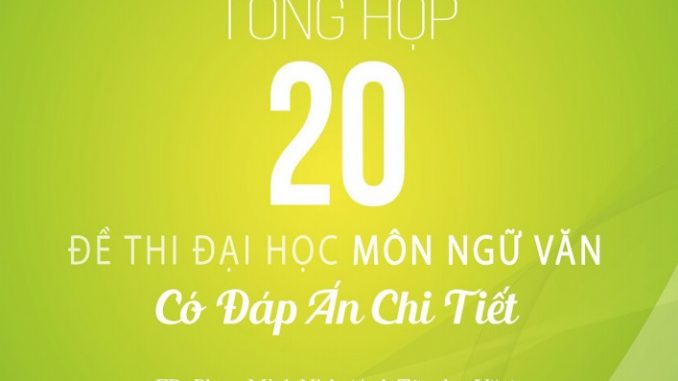 TỔNG HỢP
20
ĐỀ THI ĐẠI HỌC MÔN NGỮ VĂN
Có Đáp Án Chi Tiết